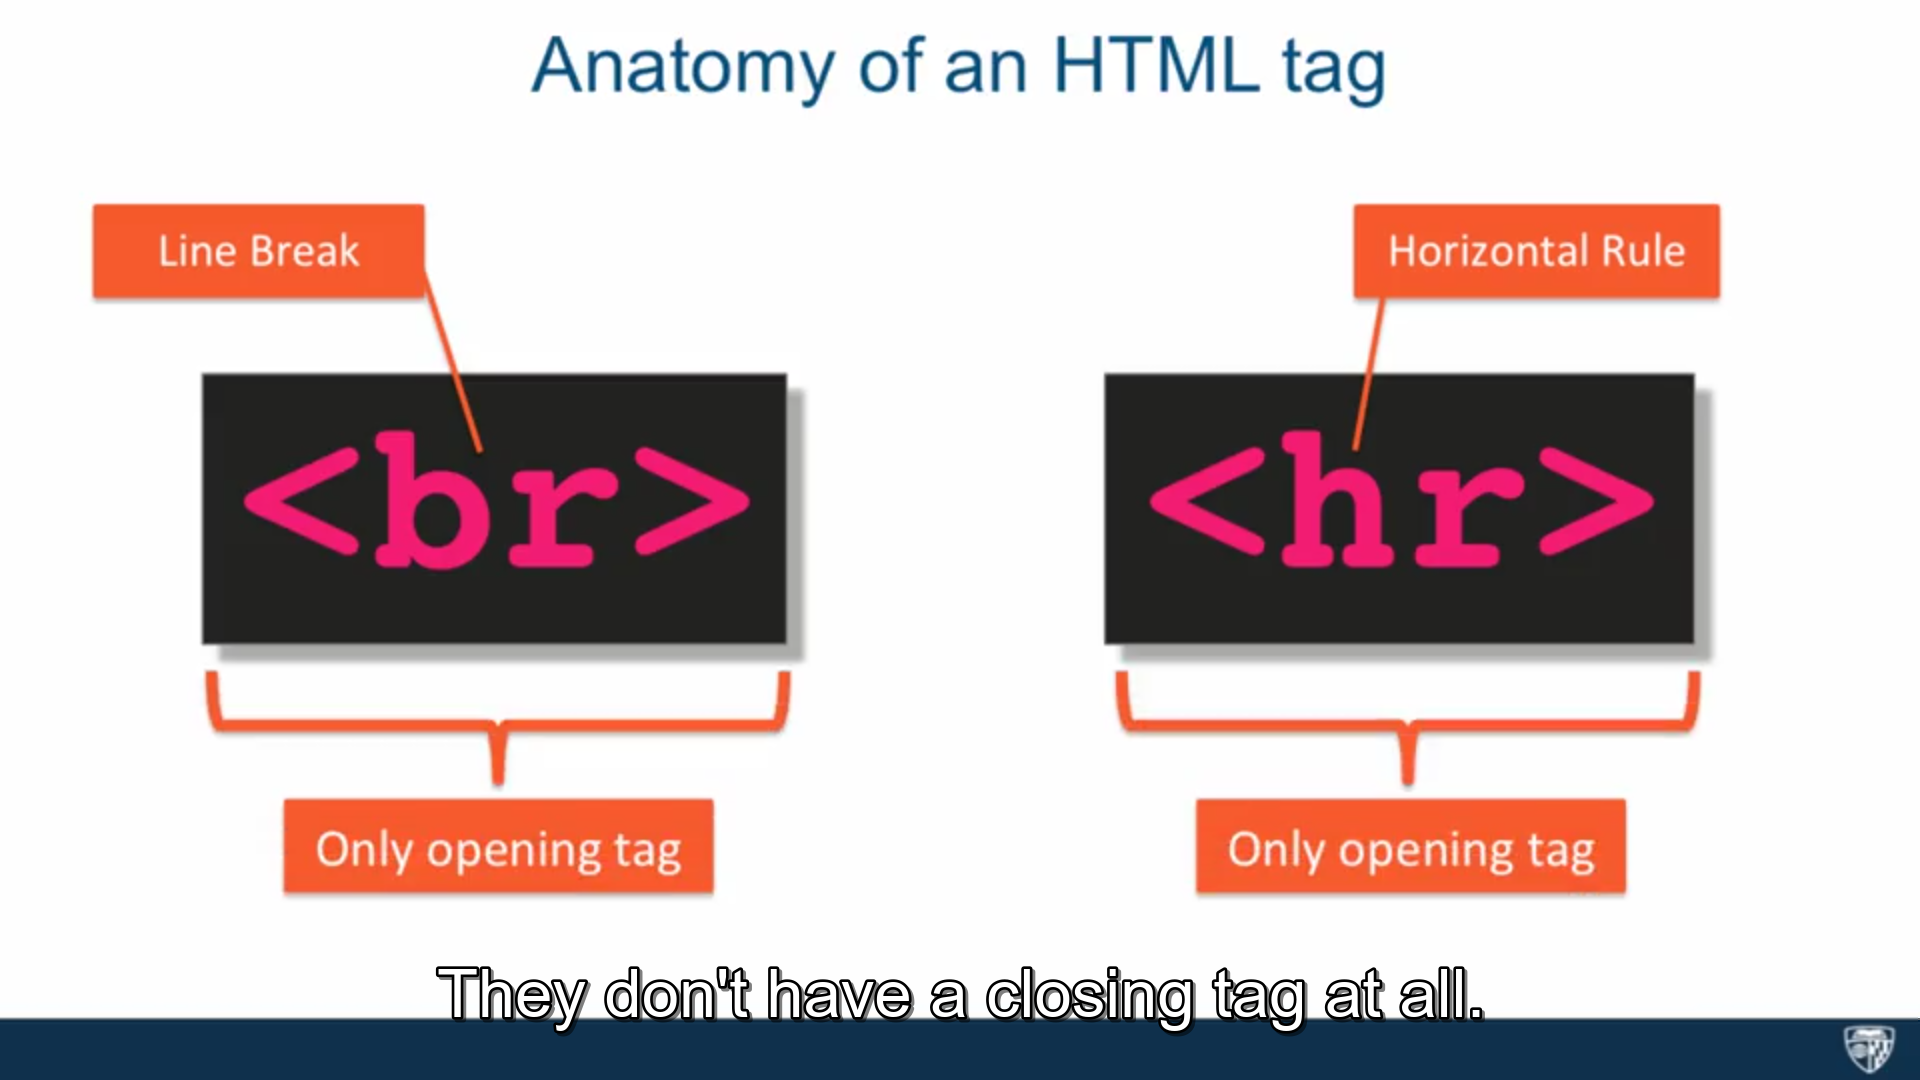 Anatomy of an HTML tag
Line Break
Horizontal Rule
<br>
<hr>
Only opening tag
Only opening tag
They don't have a closing tag at all.